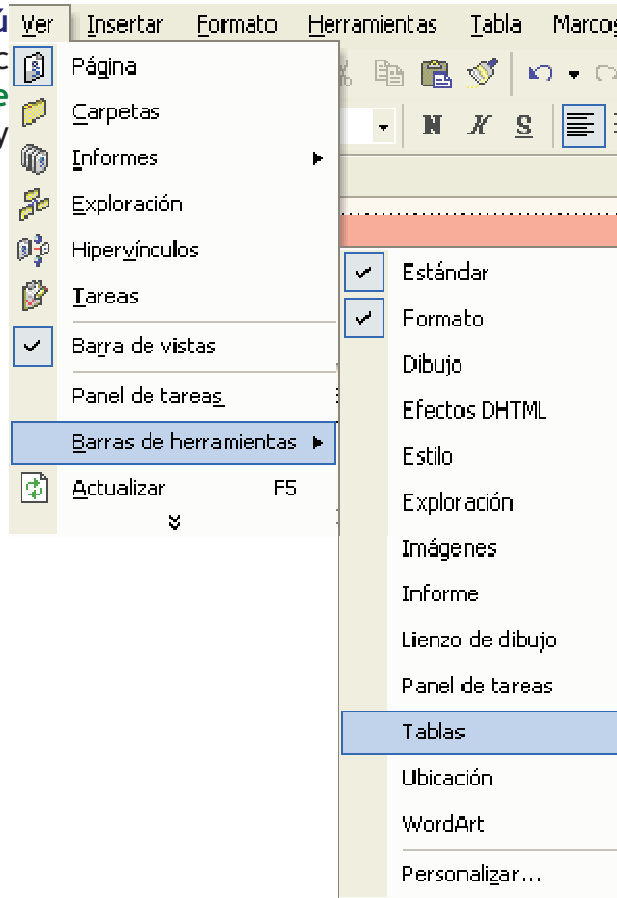 ú
Ver Insertar Formato Herramientas Tabla Marcos
c
e
y
Página
Carpetas
Informes
Exploración
Hipervínculos
Tareas
Barra de vistas
Panel de tareas
Barras de herramientas
Actualizar F5
N K S
Estándar
Formato
Dibujo
Efectos DHTML
Estilo
Exploración
Imágenes
Informe
Lienzo de dibujo
Panel de tareas
Tablas
Ubicación
WordArt
Personalizar...